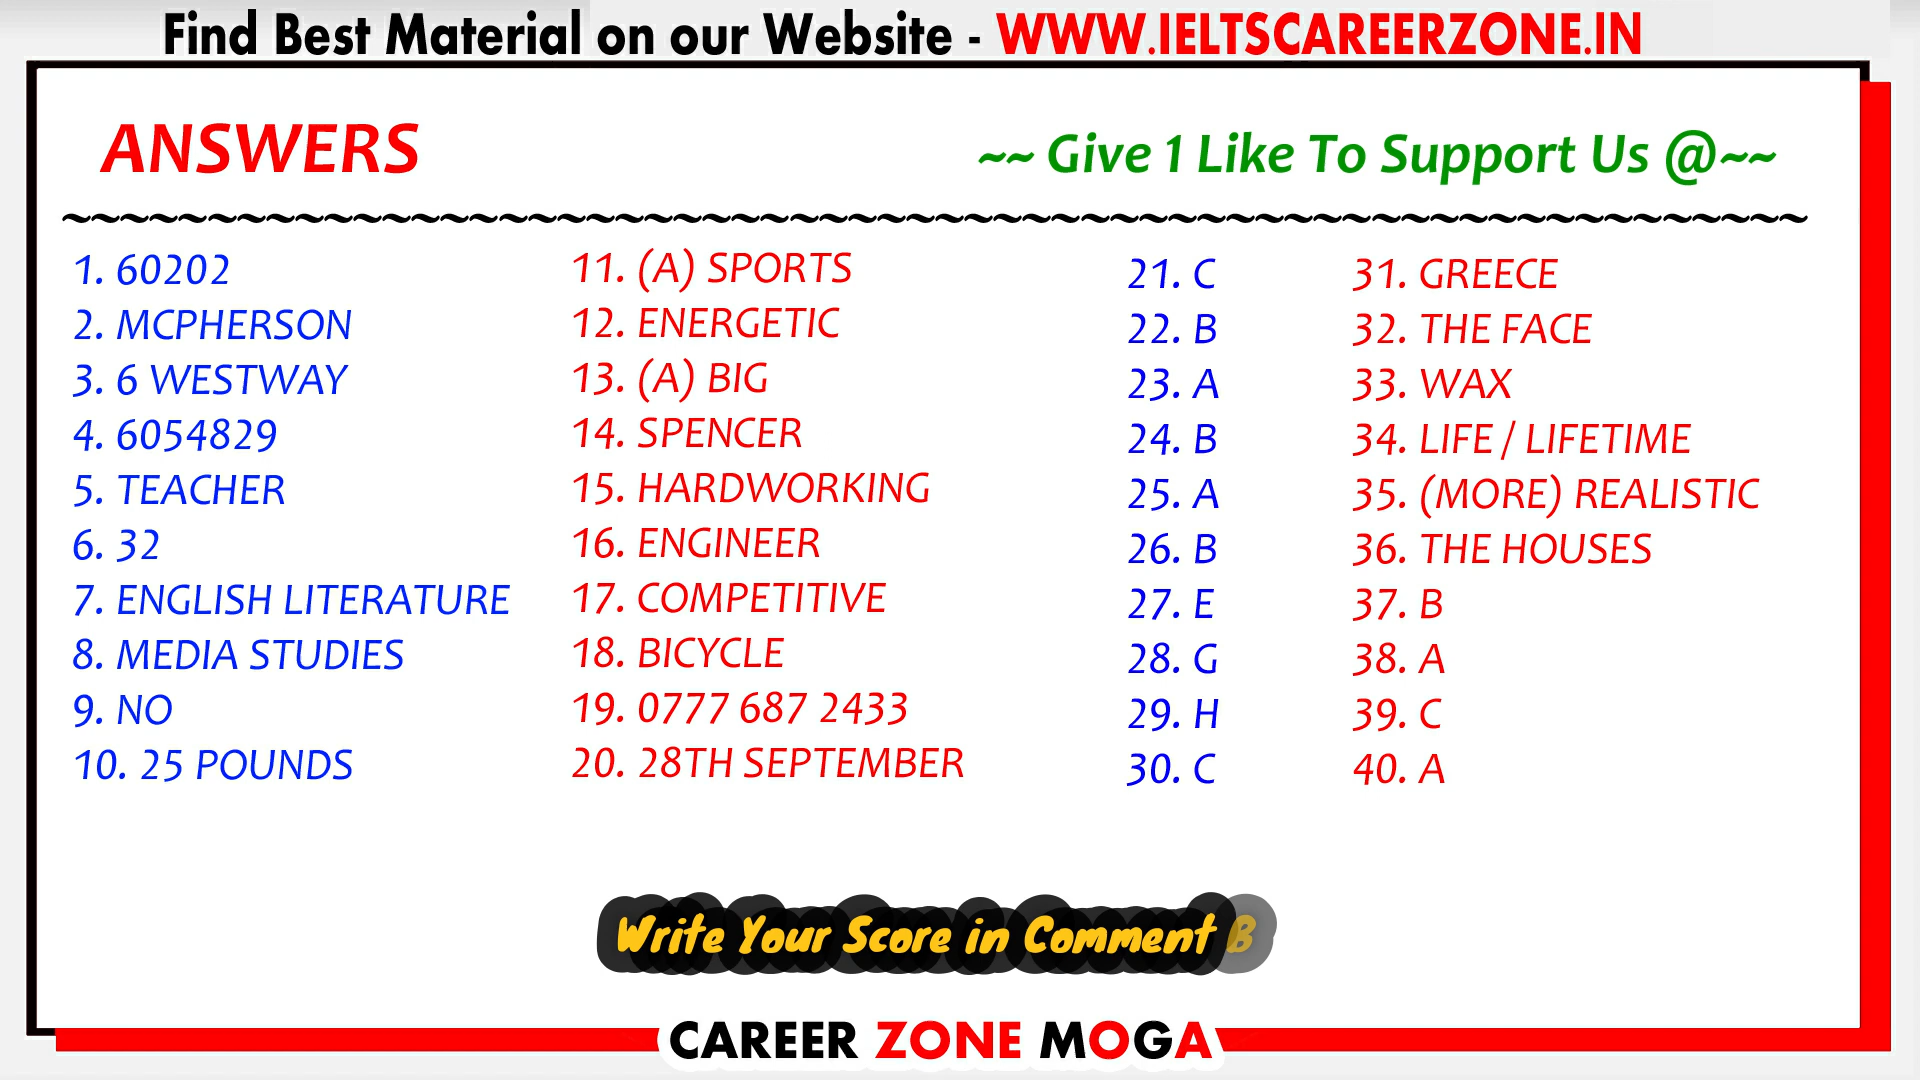 Find Best Material on our Website - WWW.IELTSCAREERZONE.IN
ANSWERS
~~ Give 1 Like To Support Us @~~
~~~~~~~~~~~~~~~~~~~~~~~~~~~~~~~~~~~~~~~~~~~~~~~~~~~~~~~~~~~~
1. 60202
2. MCPHERSON
3. 6 WESTWAY
4. 6054829
5. TEACHER
6. 32
7. ENGLISH LITERATURE
8. MEDIA STUDIES
9. NO
10. 25 POUNDS
11. (A) SPORTS
12. ENERGETIC
13. (A) BIG
14. SPENCER
15. HARDWORKING
16. ENGINEER
17. COMPETITIVE
18. BICYCLE
19. 0777 687 2433
20. 28TH SEPTEMBER
21. C
22. B
23. A
24. B
25. A
26. B
27. E
28. G
29. H
30. C
31. GREECE
32. THE FACE
33. WAX
34. LIFE / LIFETIME
35. (MORE) REALISTIC
36. THE HOUSES
37. B
38. A
39. C
40. A
Write Your Score in Comment B
CAREER ZONE MOGA